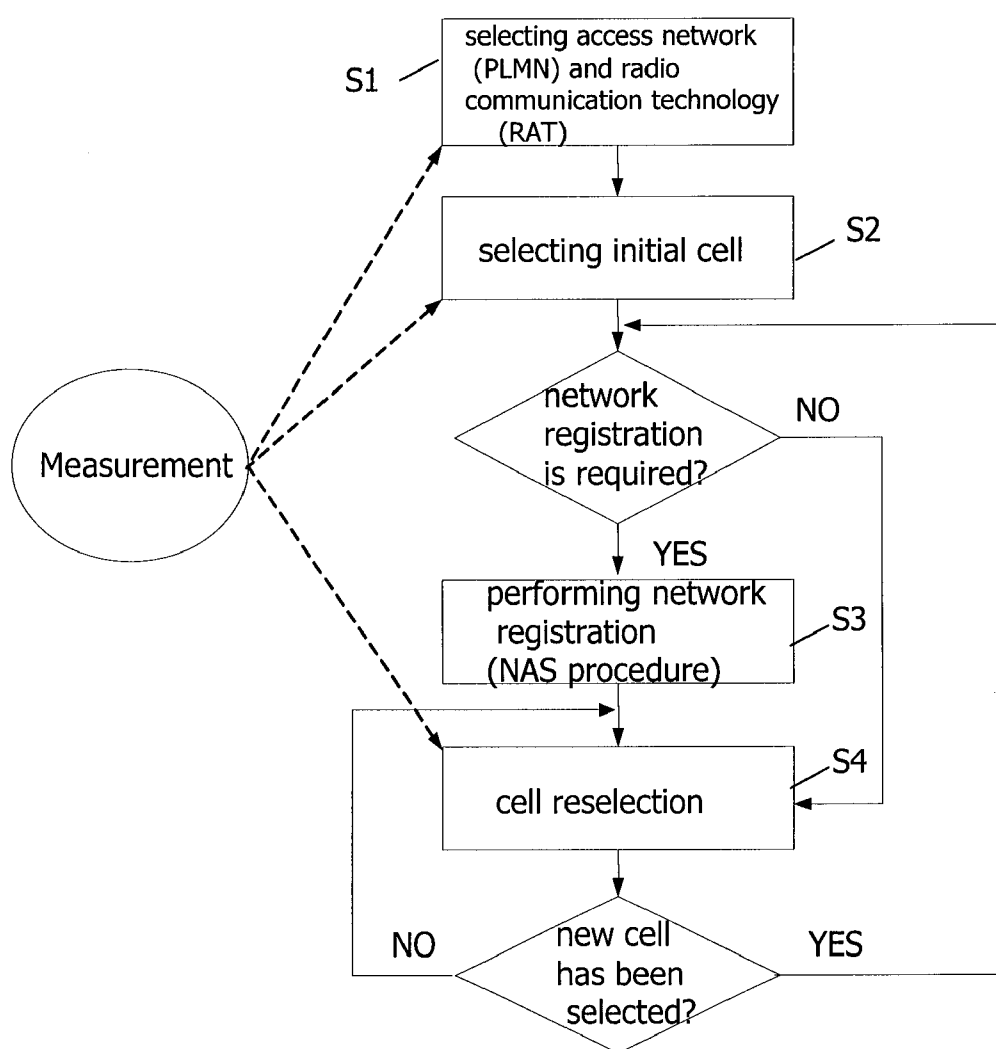 selecting access network
(PLMN) and radio
communication technology
(RAT)
S1
selecting initial cell
S2
network
registration
is required?
NO
YES
Measurement
performing network
registration
(NAS procedure)
S3
cell reselection
S4
new cell
has been
selected?
NO
YES